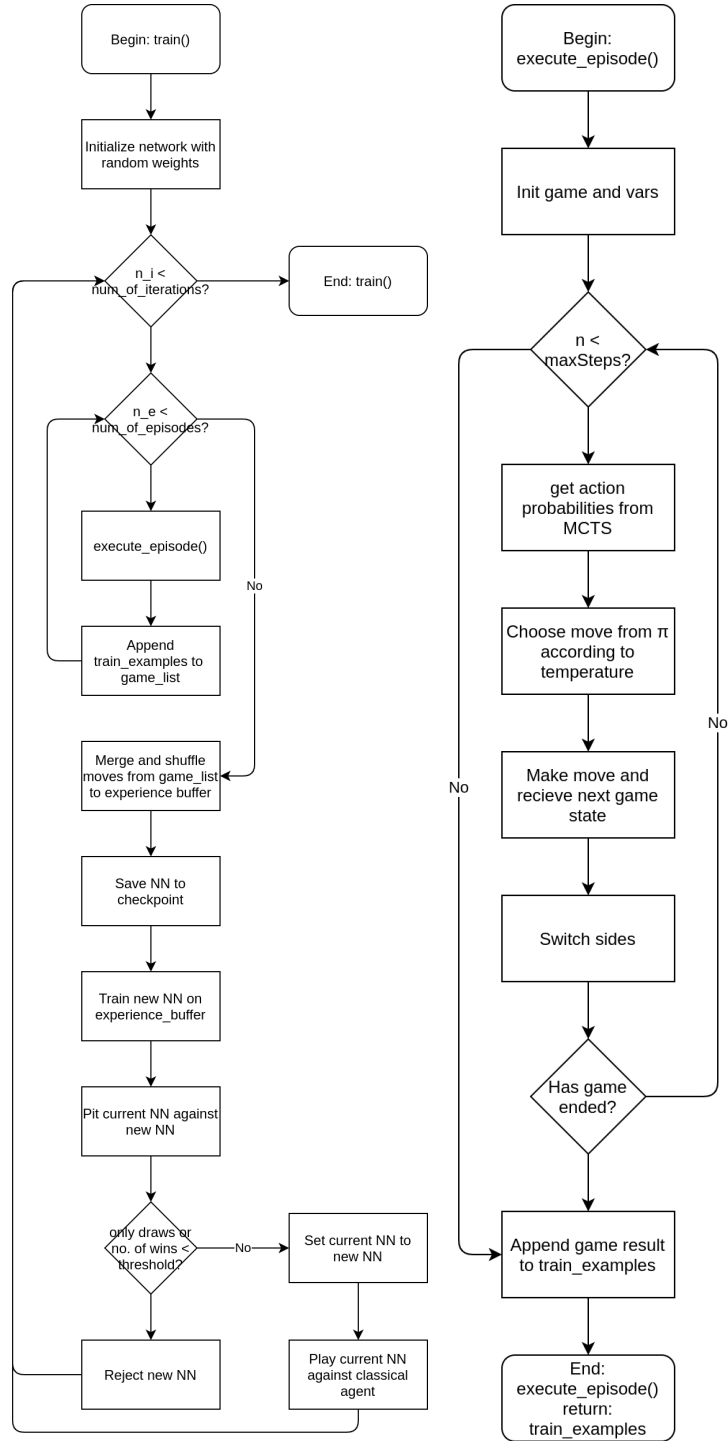 Begin: train()
Initialize network with
random weights
n_i <
num_of_iterations?
End: train()
n_e <
num_of_episodes?
execute_episode()
No
Append
train_examples to
game_list
Merge and shuffle
moves from game_list
to experience buffer
Save NN to
checkpoint
Train new NN on
experience_buffer
Pit current NN against
new NN
only draws or
no. of wins <
threshold?
No
Set current NN to
new NN
Reject new NN
Play current NN
against classical
agent
Begin:
execute_episode()
Init game and vars
n <
maxSteps?
get action
probabilities from
MCTS
Choose move from π
according to
temperature
No
Make move and
recieve next game
state
No
Switch sides
Has game
ended?
Append game result
to train_examples
End:
execute_episode()
return:
train_examples